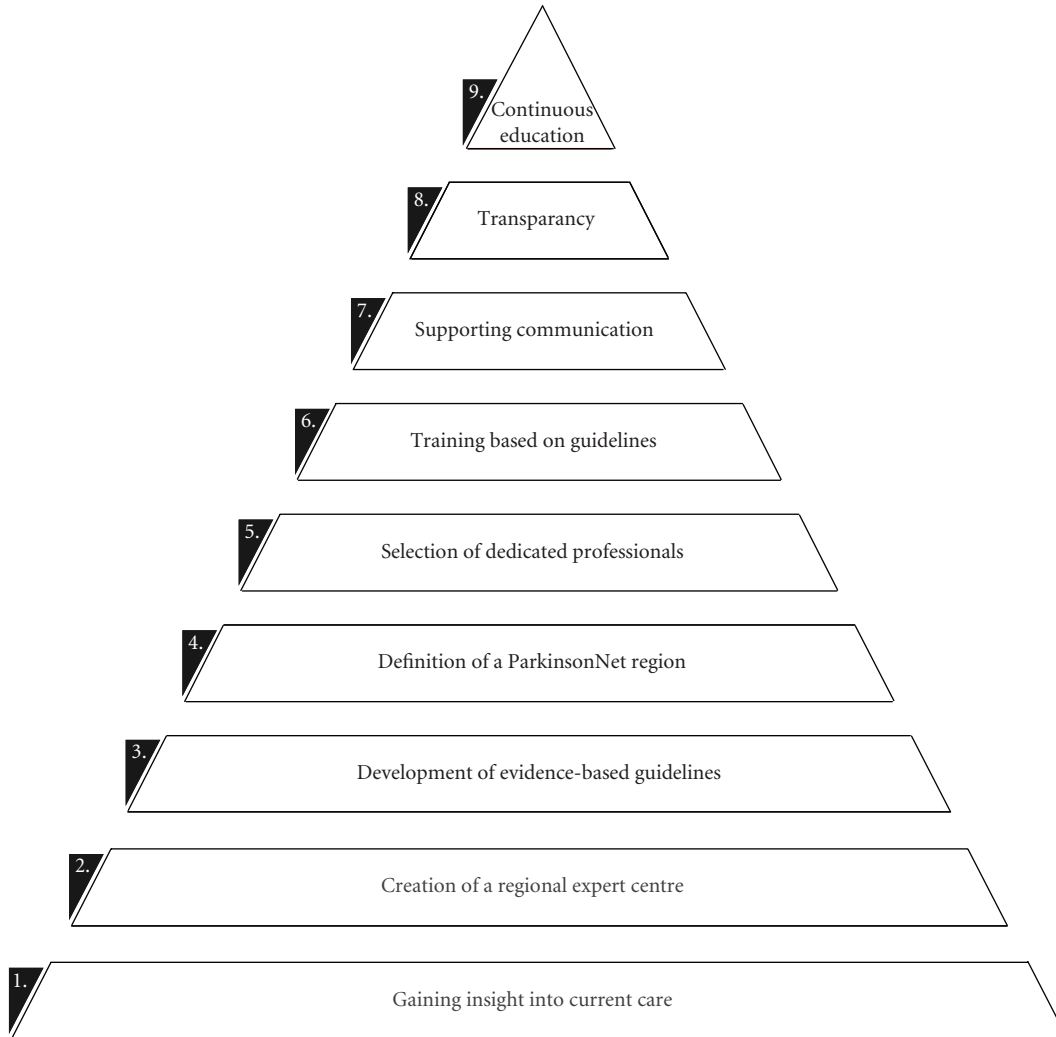 9.
Continuous
education
8.
Transparancy
7.
Supporting communication
6.
Training based on guidelines
5.
Selection of dedicated professionals
4.
Definition of a ParkinsonNet region
3.
Development of evidence-based guidelines
2.
Creation of a regional expert centre
1.
Gaining insight into current care